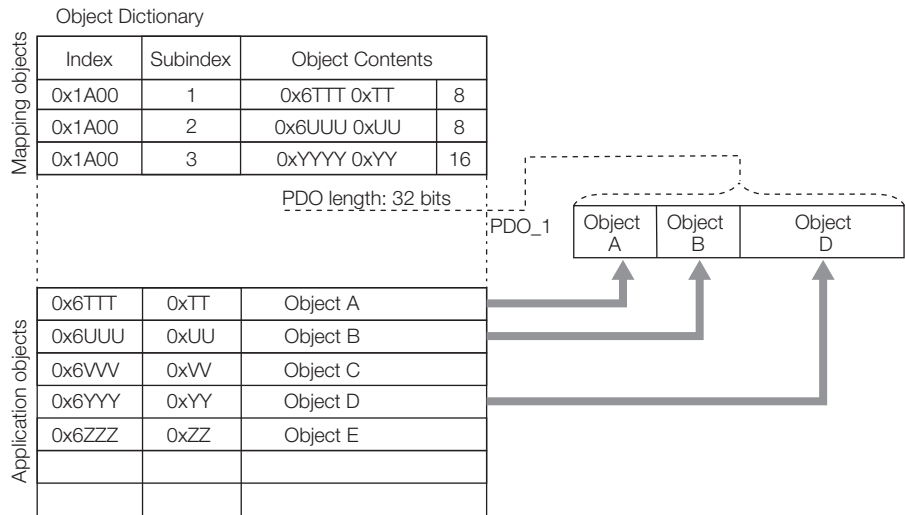 Object Dictionary
Mapping objects
Index Subindex Object Contents
0x1A00 1 0x6TTT 0xTT 8
0x1A00 2 0x6UUU 0xUU 8
0x1A00 3 0xYYYY 0xYY 16
PDO length: 32 bits
PDO_1
Object A
Object B
Object D
Application objects
0x6TTT 0xTT Object A
0x6UUU 0xUU Object B
0x6VVV 0xVV Object C
0x6YYY 0xYY Object D
0x6ZZZ 0xZZ Object E